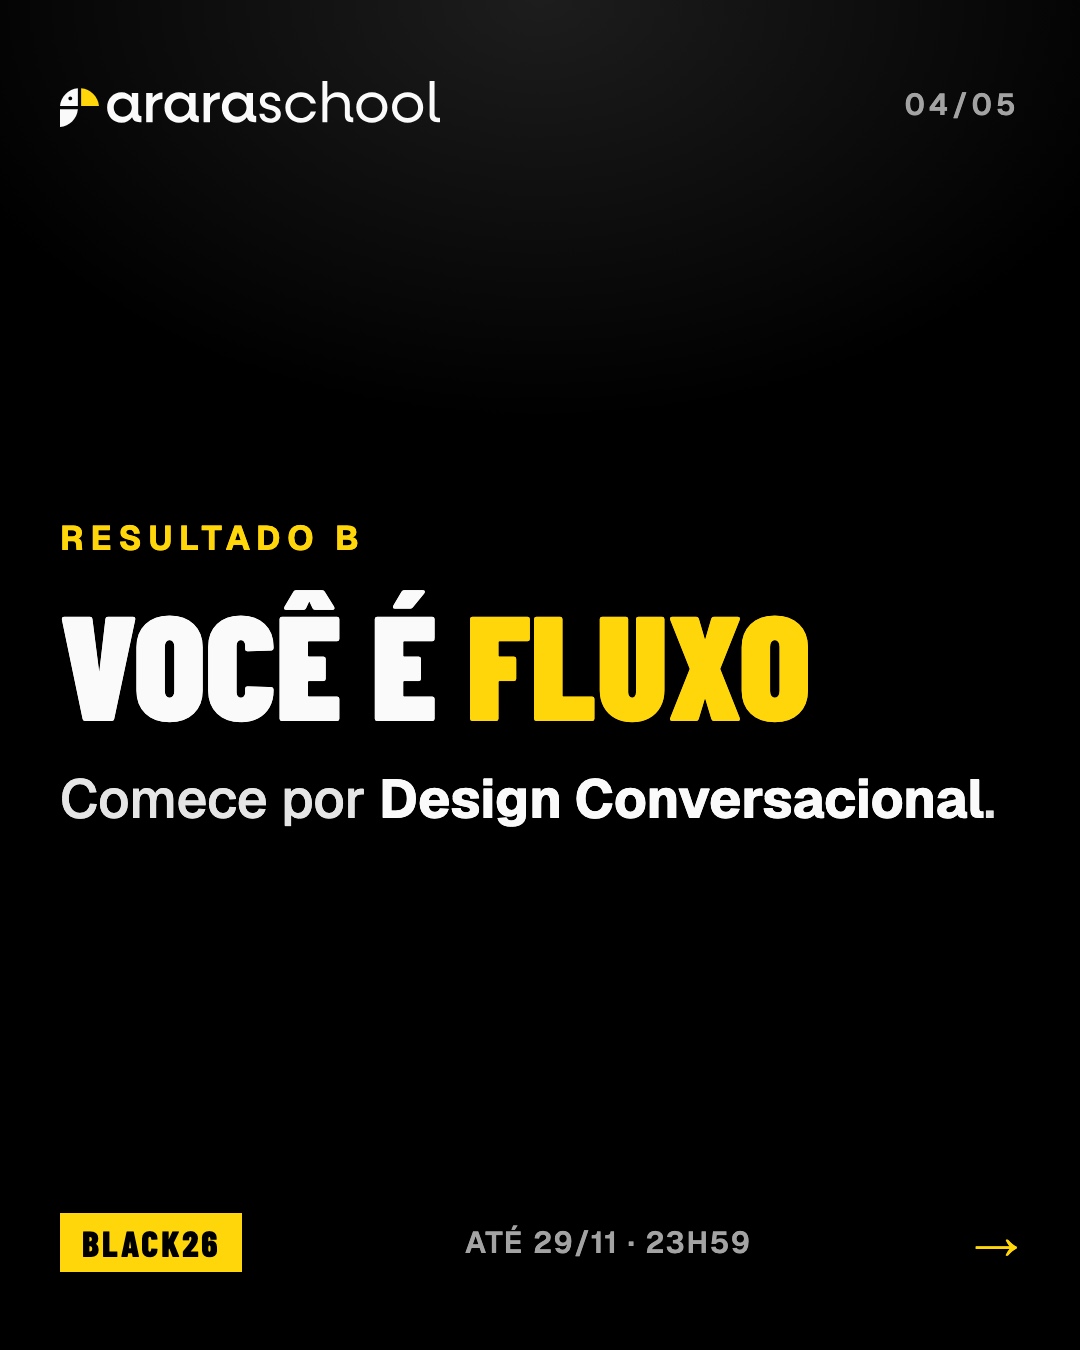 araraschool
04/05
RESULTADO B
VOCÊ É FLUXO
Comece por Design Conversacional.
BLACK26
ATÉ 29/11 · 23H59
→